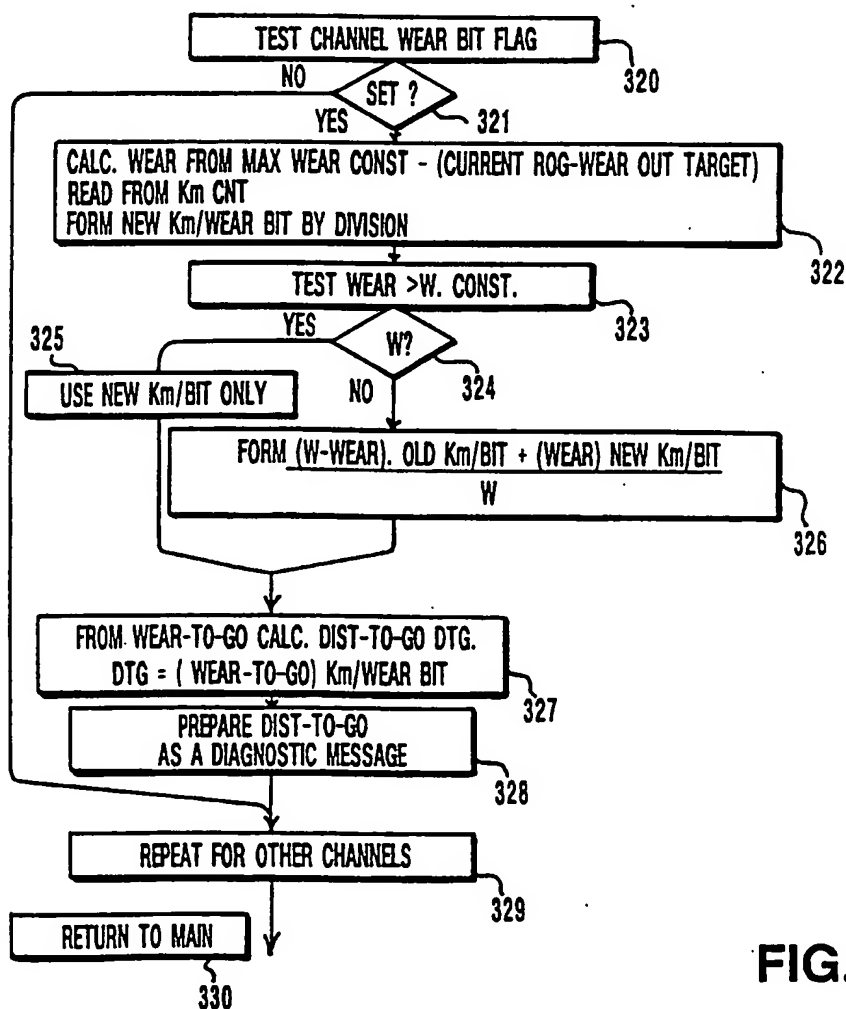 TEST CHANNEL WEAR BIT FLAG
320
NO
SET ?
321
YES
CALC. WEAR FROM MAX WEAR CONST - (CURRENT ROG-WEAR OUT TARGET)
READ FROM Km CNT
FORM NEW Km/WEAR BIT BY DIVISION
322
TEST WEAR >W. CONST.
323
YES
W?
324
325
USE NEW Km/BIT ONLY
NO
FORM (W-WEAR). OLD Km/BIT + (WEAR) NEW Km/BIT
W
326
FROM WEAR-TO-GO CALC. DIST-TO-GO DTG.
DTG = ( WEAR-TO-GO) Km/WEAR BIT
327
PREPARE DIST-TO-GO
AS A DIAGNOSTIC MESSAGE
328
REPEAT FOR OTHER CHANNELS
329
RETURN TO MAIN
330
FIG.